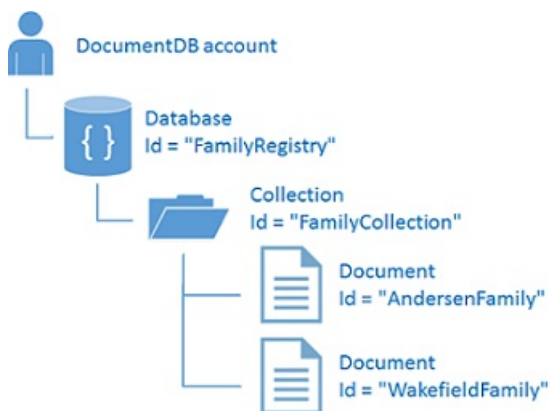 DocumentDB account
Database
Id = "FamilyRegistry"
Collection
Id = "FamilyCollection"
Document
Id = "AndersenFamily"
Document
Id = "WakefieldFamily"